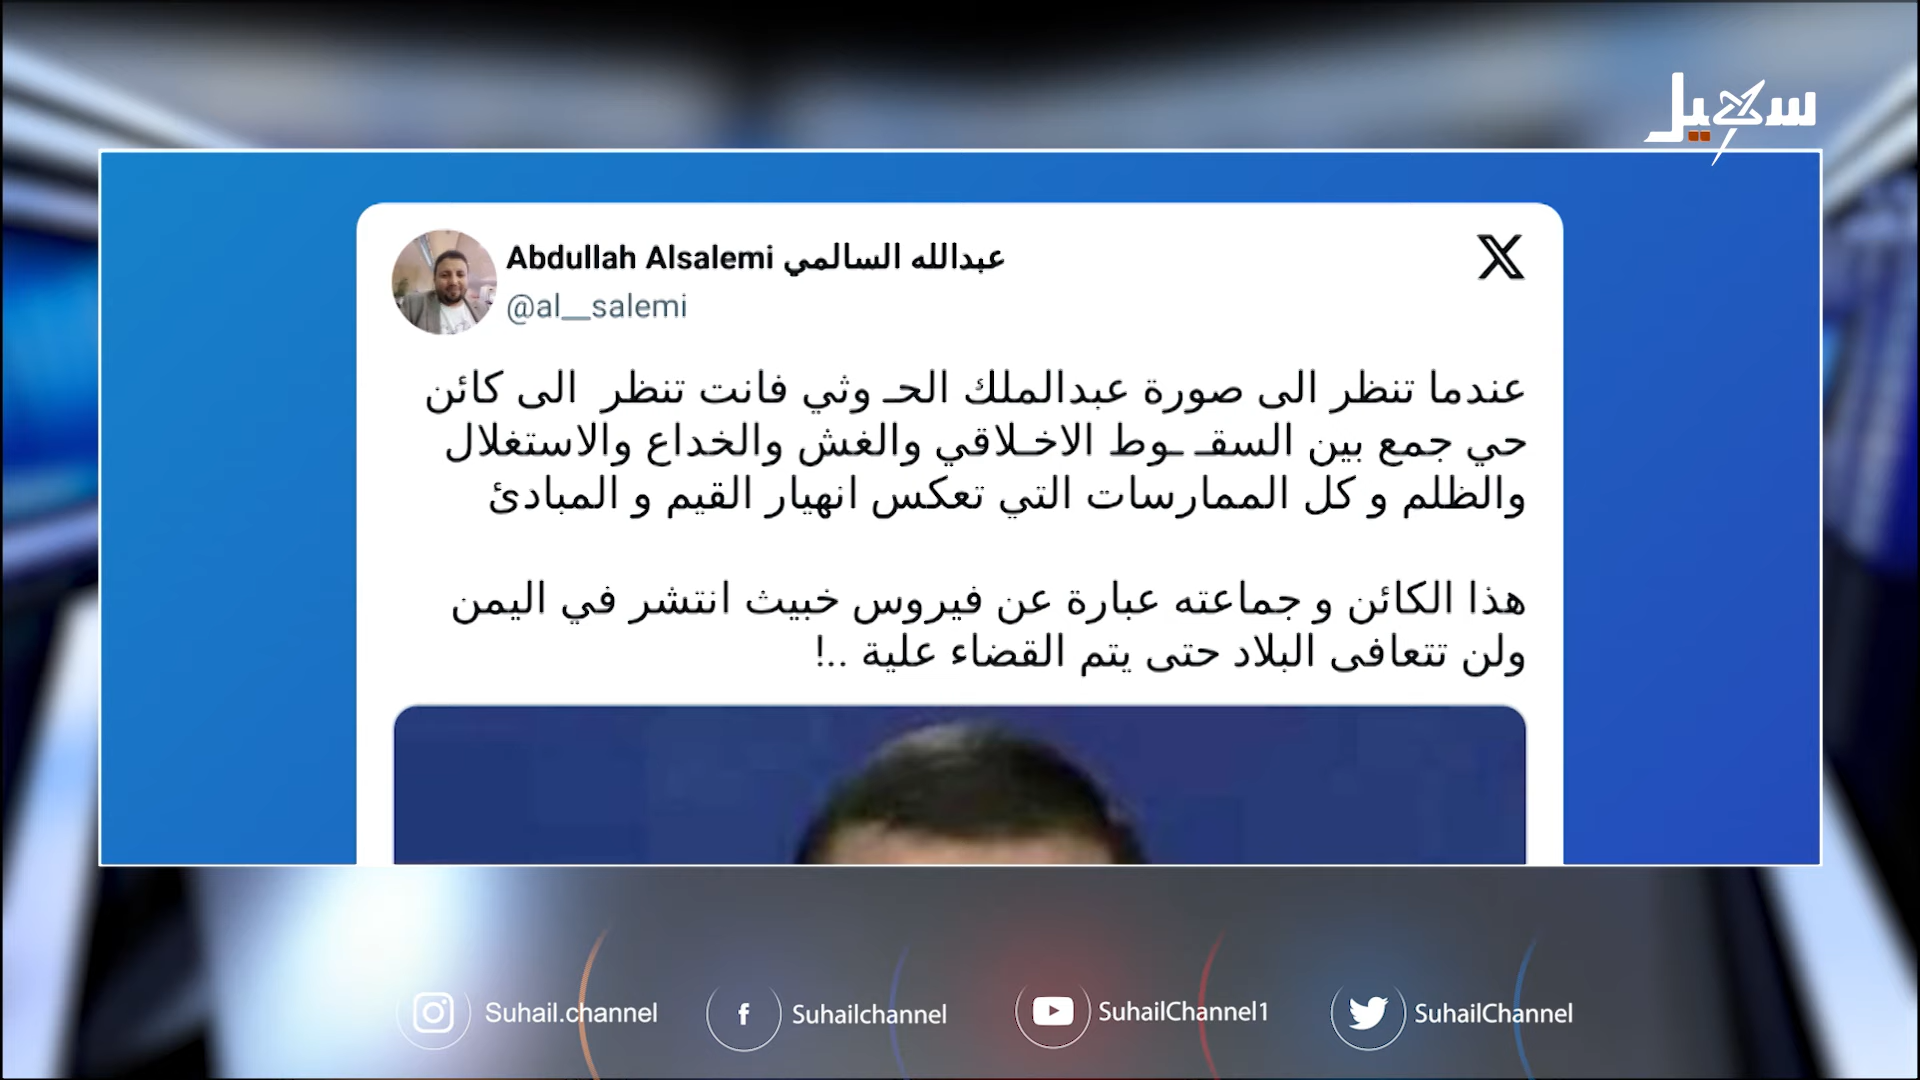 سهيل
Abdullah Alsalemi عبدالله السالمي
@al__salemi
عندما تنظر الى صورة عبدالملك الحـ وثي فانت تنظر الى كائن
حي جمع بين السقـ ـوط الاخـلاقي والغش والخداع والاستغلال
والظلم و كل الممارسات التي تعكس انهيار القيم و المبادئ
هذا الكائن و جماعته عبارة عن فيروس خبيث انتشر في اليمن
ولن تتعافى البلاد حتى يتم القضاء علية ..!
Suhail.channel
Suhailchannel
SuhailChannel1
SuhailChannel